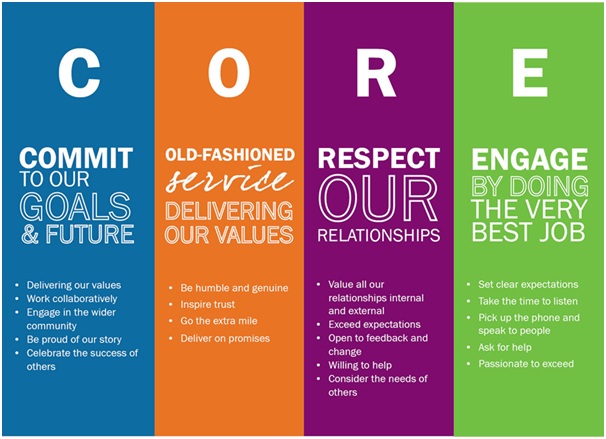 C
COMMIT
TO OUR
GOALS
& FUTURE
• Delivering our values
• Work collaboratively
• Engage in the wider
community
• Be proud of our story
• Celebrate the success of
others
O
OLD-FASHIONED
service
DELIVERING
OUR VALUES
• Be humble and genuine
• Inspire trust
• Go the extra mile
• Deliver on promises
R
RESPECT
OUR
RELATIONSHIPS
• Value all our
relationships internal
and external
• Exceed expectations
• Open to feedback and
change
• Willing to help
• Consider the needs of
others
E
ENGAGE
BY DOING
THE VERY
BEST JOB
• Set clear expectations
• Take the time to listen
• Pick up the phone and
speak to people
• Ask for help
• Passionate to exceed